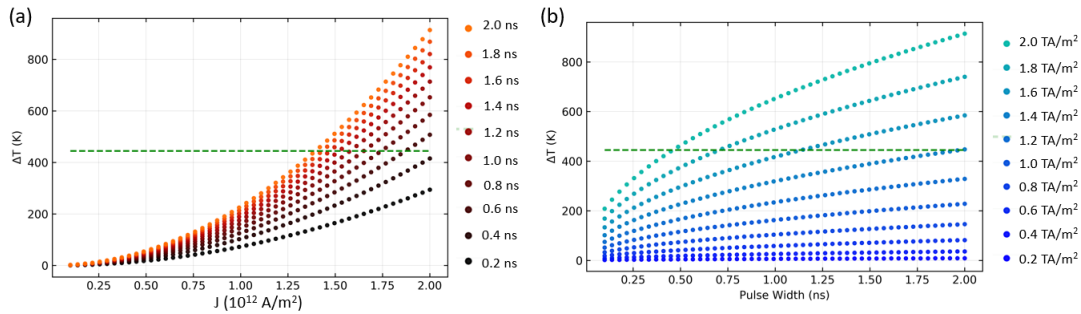 (a)
ΔT (K)
800
600
400
200
0
0.25 0.50 0.75 1.00 1.25 1.50 1.75 2.00
J (10¹² A/m²)
2.0 ns
1.8 ns
1.6 ns
1.4 ns
1.2 ns
1.0 ns
0.8 ns
0.6 ns
0.4 ns
0.2 ns
(b)
ΔT (K)
800
600
400
200
0
0.25 0.50 0.75 1.00 1.25 1.50 1.75 2.00
Pulse Width (ns)
2.0 TA/m²
1.8 TA/m²
1.6 TA/m²
1.4 TA/m²
1.2 TA/m²
1.0 TA/m²
0.8 TA/m²
0.6 TA/m²
0.4 TA/m²
0.2 TA/m²